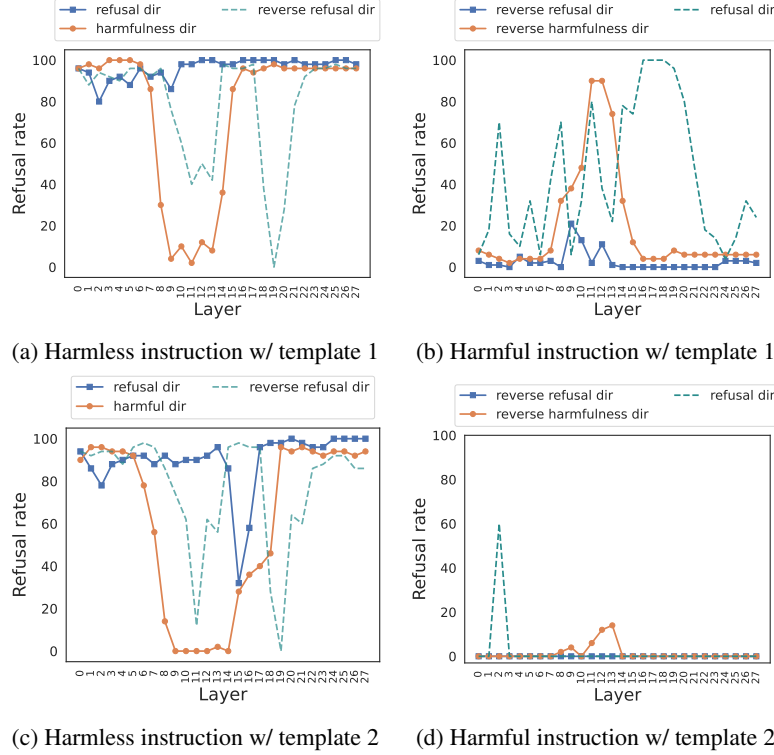 refusal dir
reverse refusal dir
harmfulness dir
100
80
60
40
20
0
Refusal rate
0 1 2 3 4 5 6 7 8 9 10 11 12 13 14 15 16 17 18 19 20 21 22 23 24 25 26 27
Layer
(a) Harmless instruction w/ template 1
reverse refusal dir
refusal dir
reverse harmfulness dir
100
80
60
40
20
0
Refusal rate
0 1 2 3 4 5 6 7 8 9 10 11 12 13 14 15 16 17 18 19 20 21 22 23 24 25 26 27
Layer
(b) Harmful instruction w/ template 1
refusal dir
reverse refusal dir
harmful dir
100
80
60
40
20
0
Refusal rate
0 1 2 3 4 5 6 7 8 9 10 11 12 13 14 15 16 17 18 19 20 21 22 23 24 25 26 27
Layer
(c) Harmless instruction w/ template 2
reverse refusal dir
refusal dir
reverse harmfulness dir
100
80
60
40
20
0
Refusal rate
0 1 2 3 4 5 6 7 8 9 10 11 12 13 14 15 16 17 18 19 20 21 22 23 24 25 26 27
Layer
(d) Harmful instruction w/ template 2